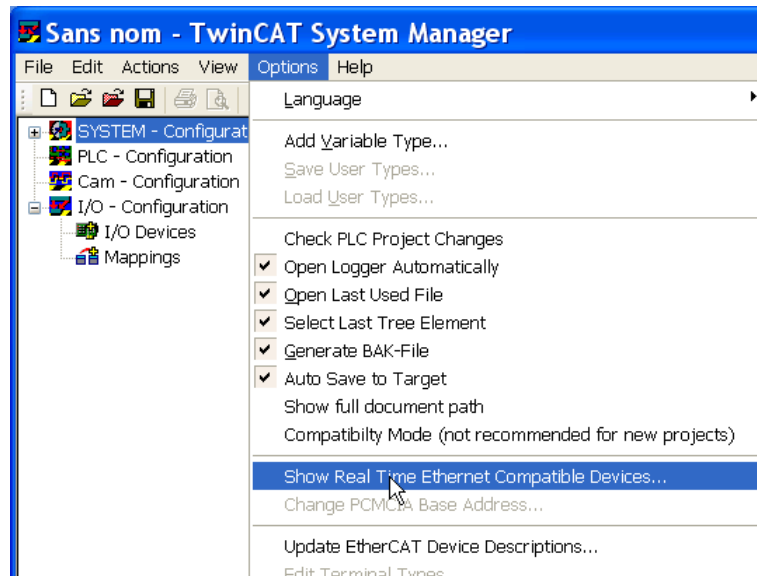 Sans nom - TwinCAT System Manager
File Edit Actions View Options Help
Language
Add Variable Type...
Save User Types...
Load User Types...
Check PLC Project Changes
Open Logger Automatically
Open Last Used File
Select Last Tree Element
Generate BAK-File
Auto Save to Target
Show full document path
Compatibilty Mode (not recommended for new projects)
Show Real Time Ethernet Compatible Devices...
Change PCMCIA Base Address...
Update EtherCAT Device Descriptions...
Edit Terminal Types
SYSTEM - Configurat
PLC - Configuration
Cam - Configuration
I/O - Configuration
I/O Devices
Mappings